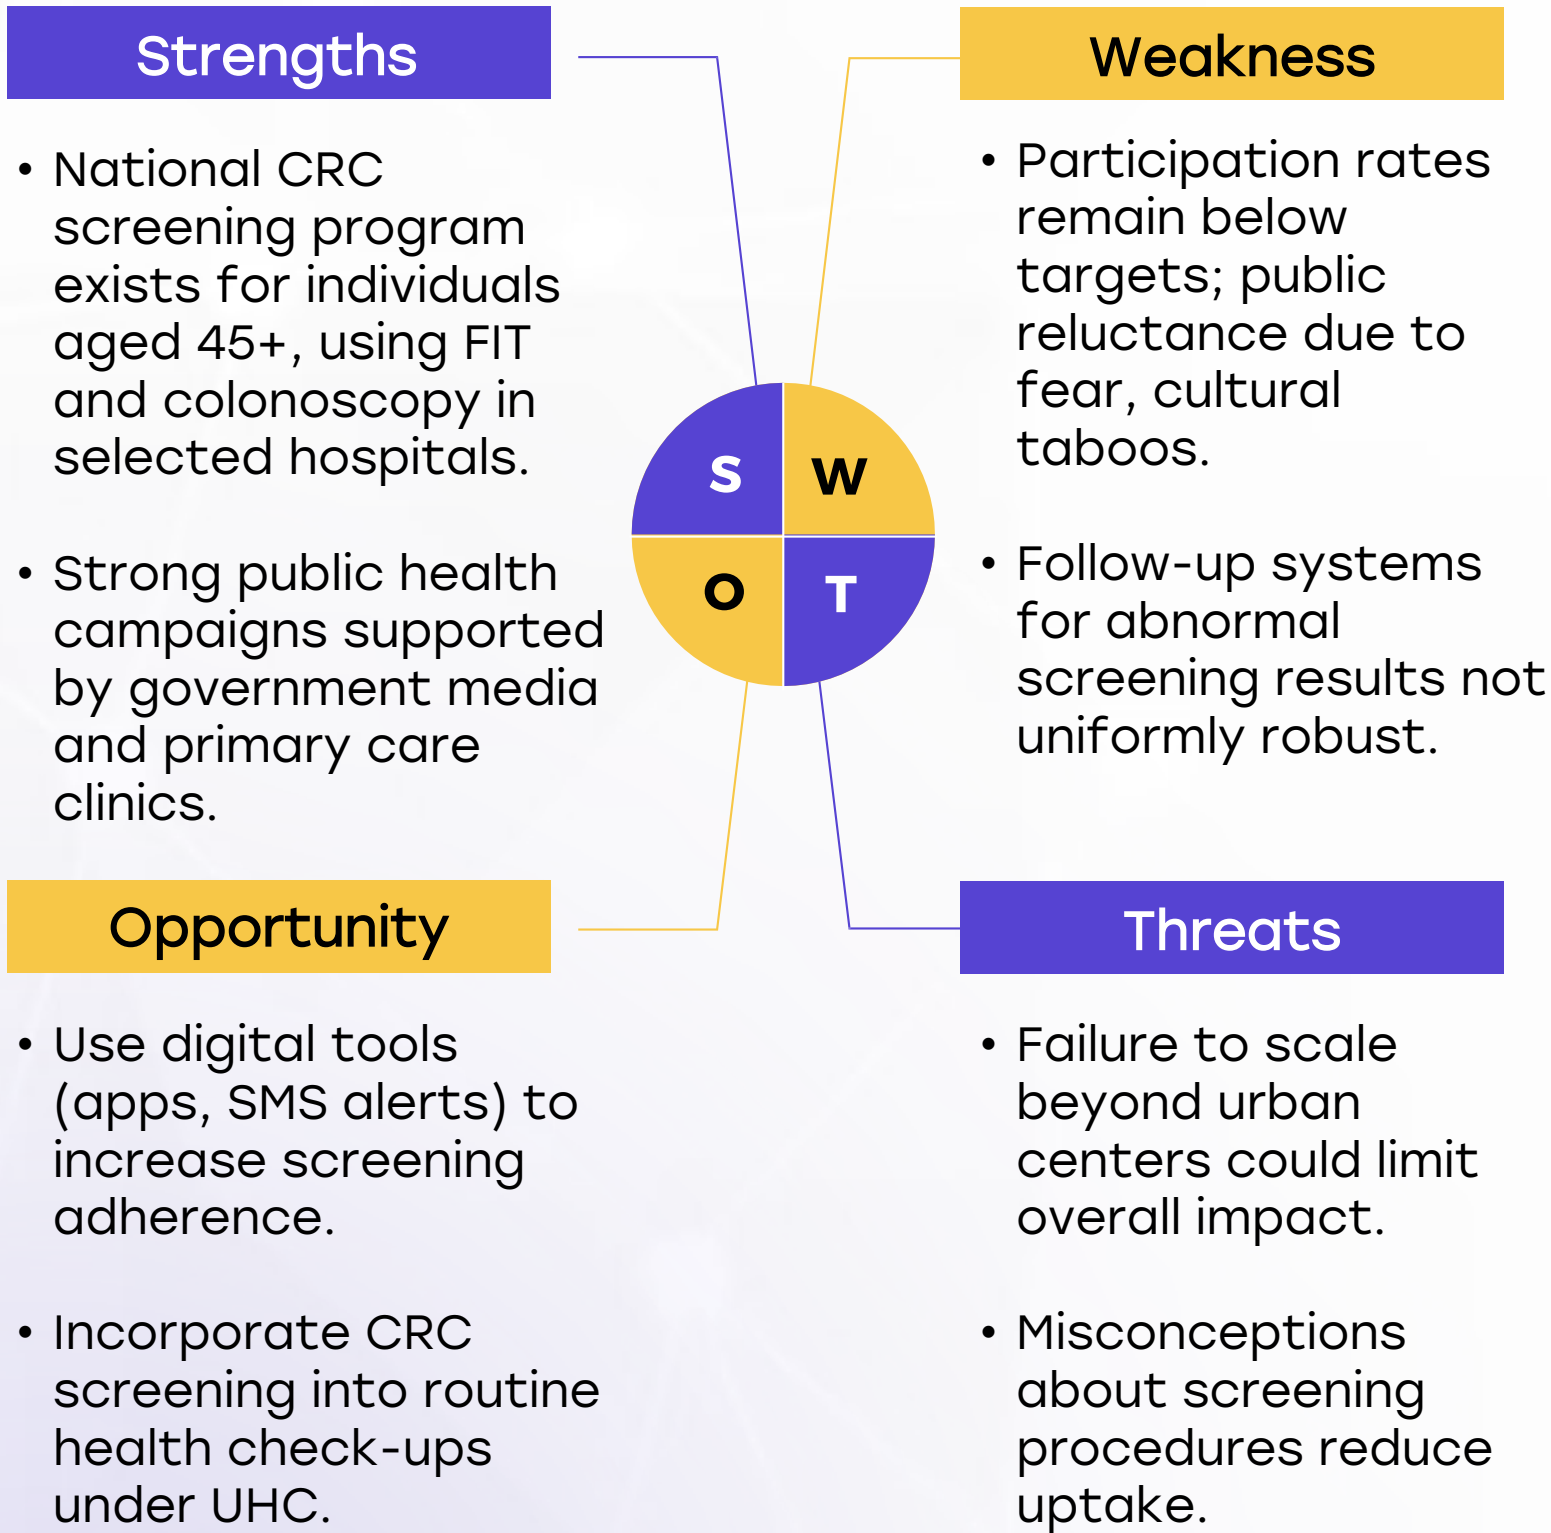 Strengths
• National CRC
screening program
exists for individuals
aged 45+, using FIT
and colonoscopy in
selected hospitals.
• Strong public health
campaigns supported
by government media
and primary care
clinics.
Weakness
• Participation rates
remain below
targets; public
reluctance due to
fear, cultural
taboos.
• Follow-up systems
for abnormal
screening results not
uniformly robust.
S
W
O
T
Opportunity
• Use digital tools
(apps, SMS alerts) to
increase screening
adherence.
• Incorporate CRC
screening into routine
health check-ups
under UHC.
Threats
• Failure to scale
beyond urban
centers could limit
overall impact.
• Misconceptions
about screening
procedures reduce
uptake.